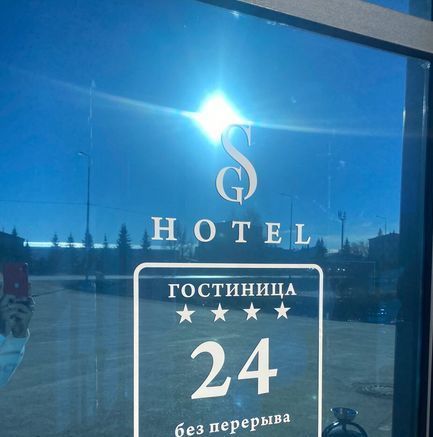 SG
HOTEL
ГОСТИНИЦА
★★★★
24
без перерыва